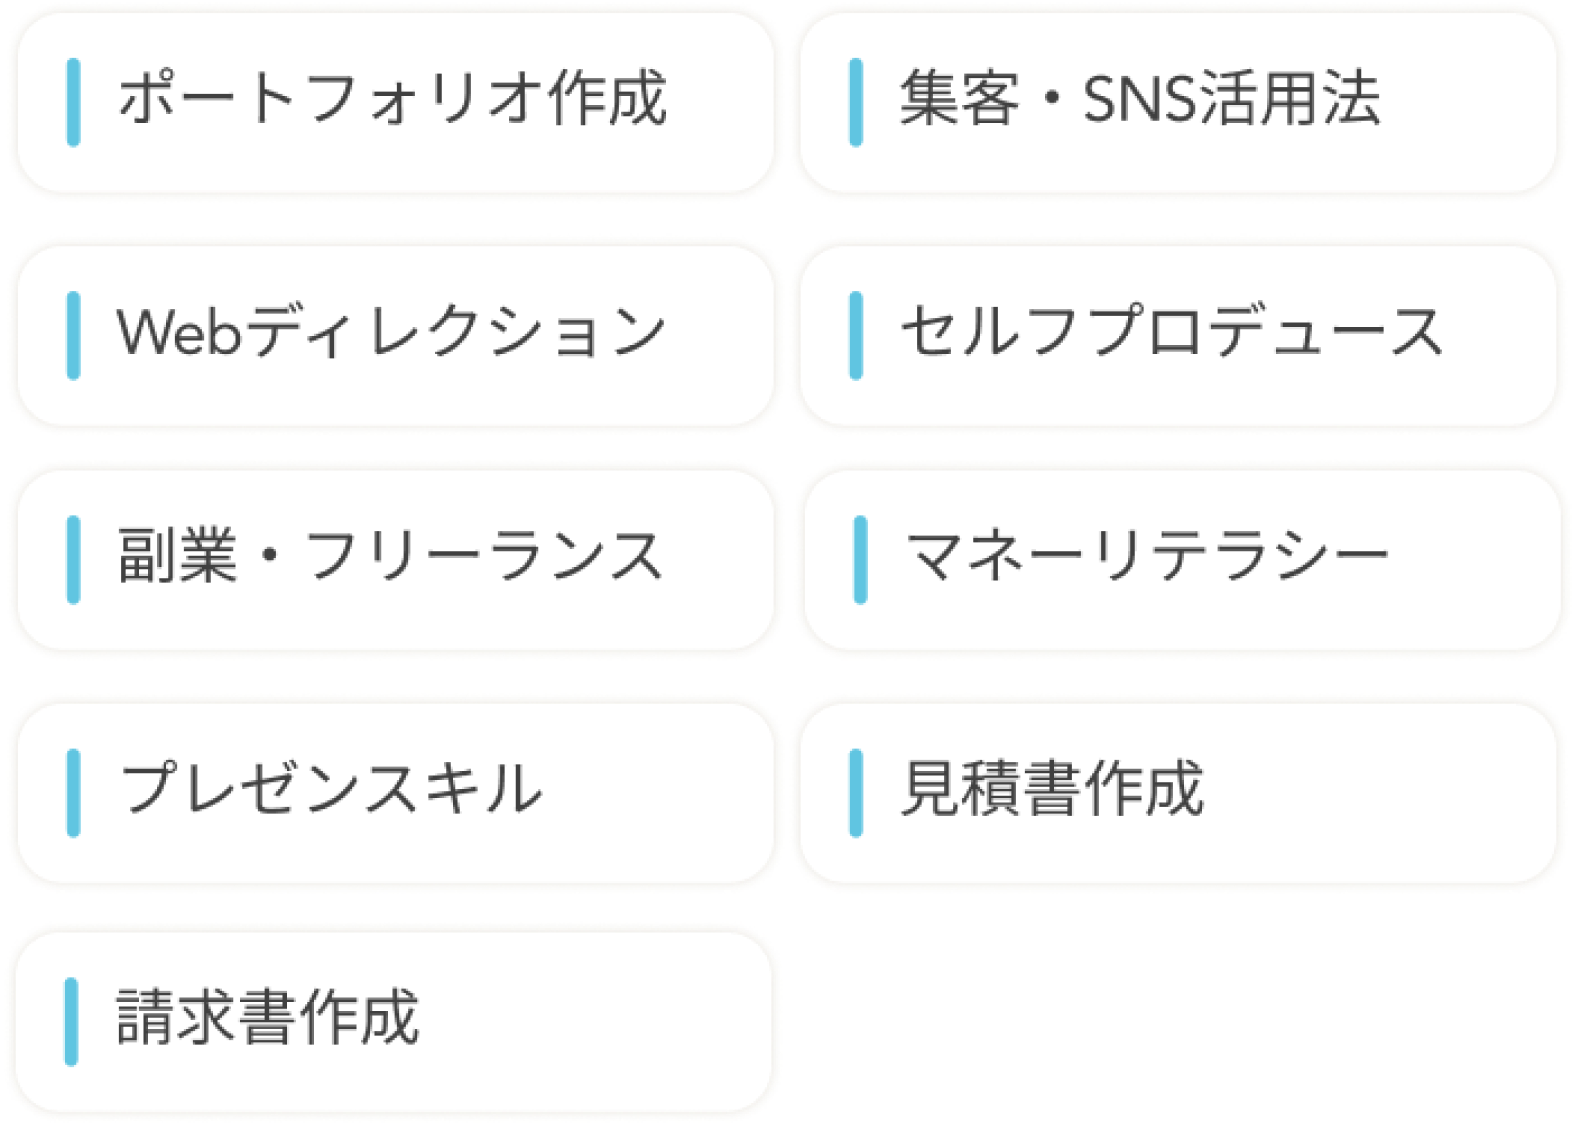 ポートフォリオ作成
集客・SNS活用法
Webディレクション
セルフプロデュース
副業・フリーランス
マネーリテラシー
プレゼンスキル
見積書作成
請求書作成